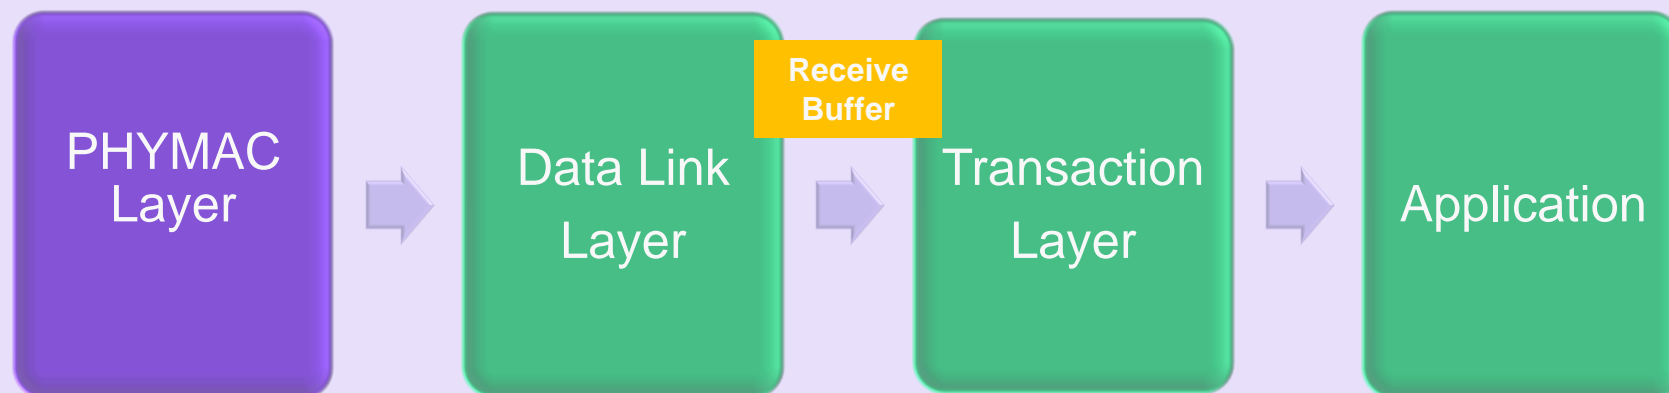 PHYMAC
Layer
Data Link
Layer
Receive
Buffer
Transaction
Layer
Application